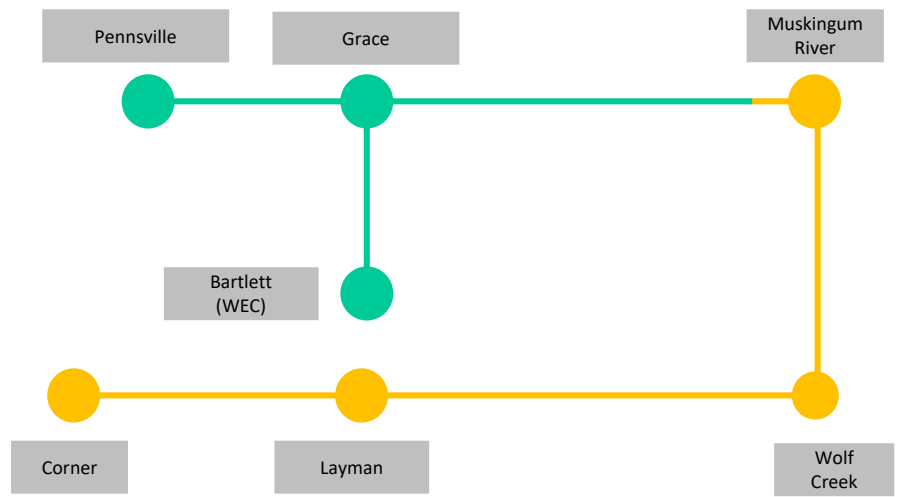 Pennsville
Grace
Muskingum
River
Bartlett
(WEC)
Corner
Layman
Wolf
Creek